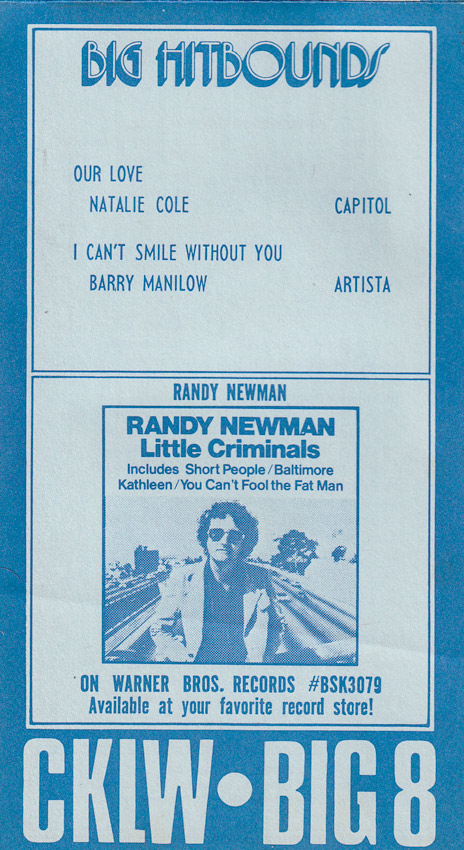 BIG HITBOUNDS
OUR LOVE
NATALIE COLE CAPITOL
I CAN'T SMILE WITHOUT YOU
BARRY MANILOW ARTISTA
RANDY NEWMAN
RANDY NEWMAN
Little Criminals
Includes Short People/Baltimore
Kathleen/You Can't Fool the Fat Man
ON WARNER BROS. RECORDS #BSK3079
Available at your favorite record store!
CKLW•BIG 8